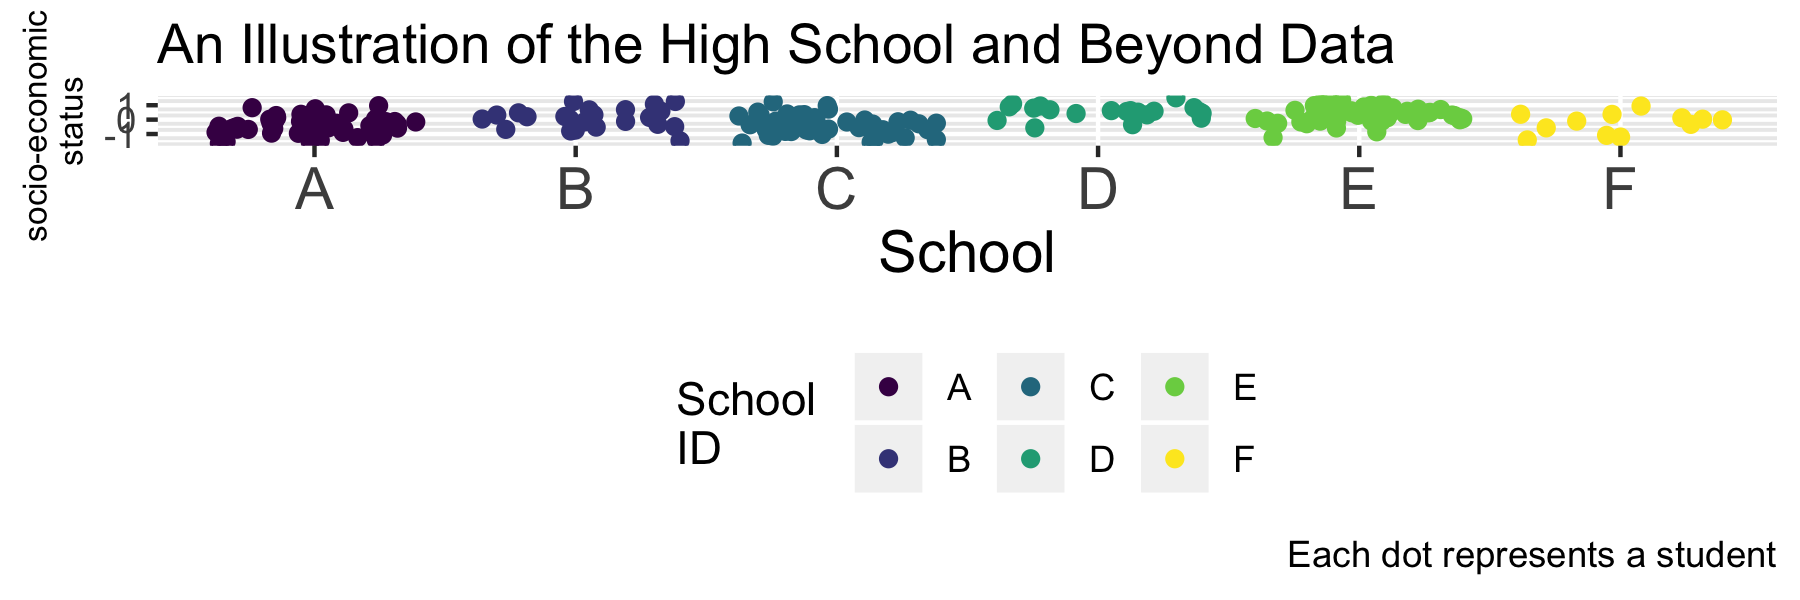 An Illustration of the High School and Beyond Data
socio-economic
status
1
0
-1
A B C D E F
School
School
ID
A C E
B D F
Each dot represents a student